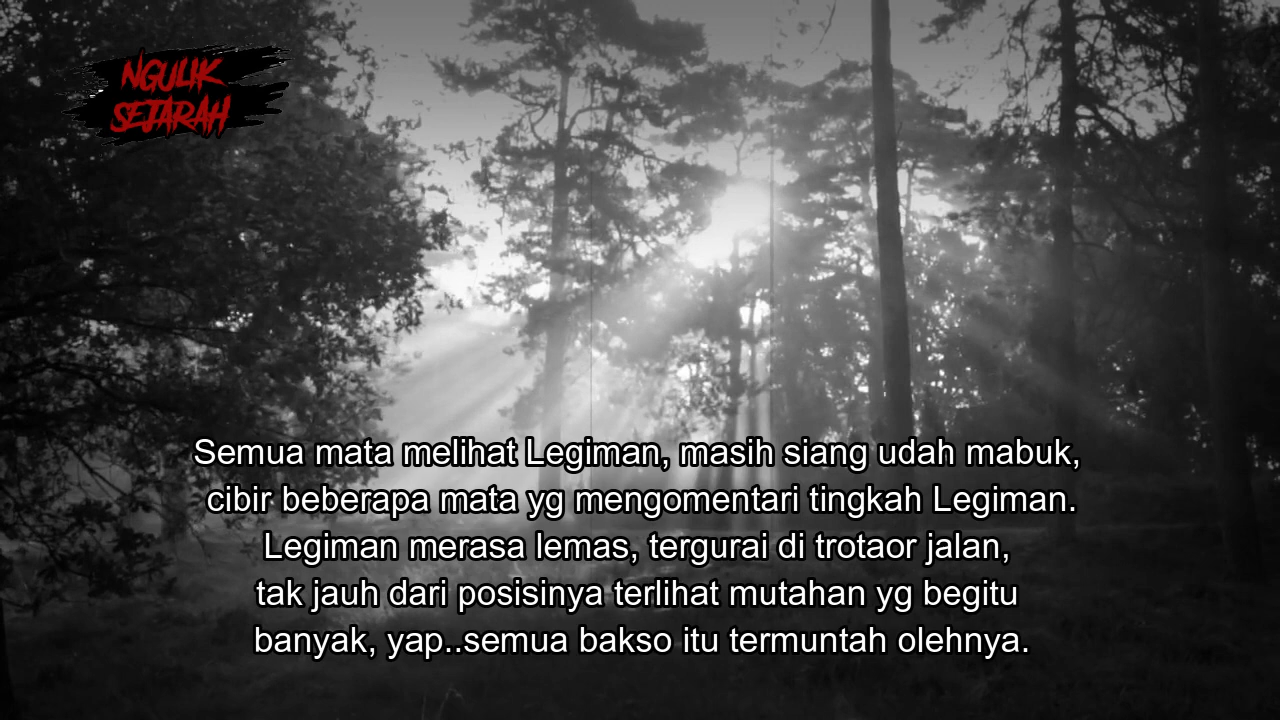 NGULIK
SEJARAH
Semua mata melihat Legiman, masih siang udah mabuk,
cibir beberapa mata yg mengomentari tingkah Legiman.
Legiman merasa lemas, tergurai di trotaor jalan,
tak jauh dari posisinya terlihat mutahan yg begitu
banyak, yap..semua bakso itu termuntah olehnya.